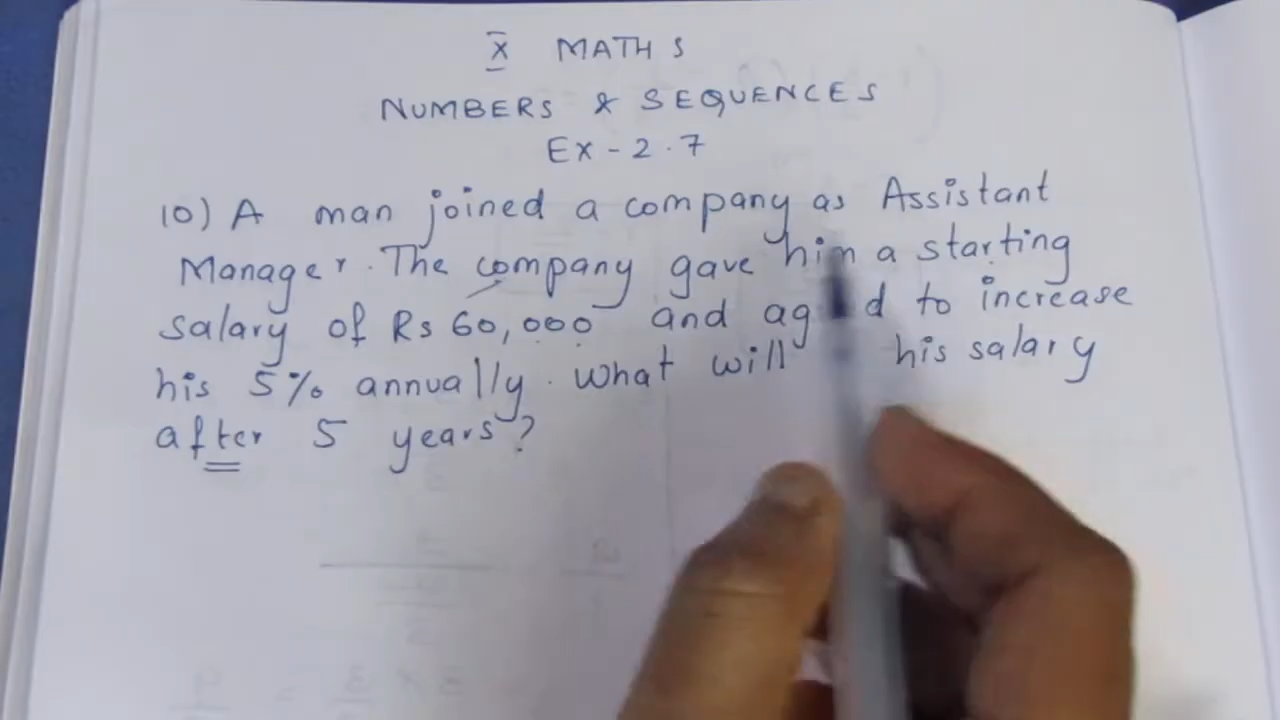 X MATHS
NUMBERS & SEQUENCES
Ex - 2.7
10) A man joined a company as Assistant
Manager. The company gave him a starting
salary of Rs 60,000 and ag d to increase
his 5% annually. What will his salary
after 5 years?